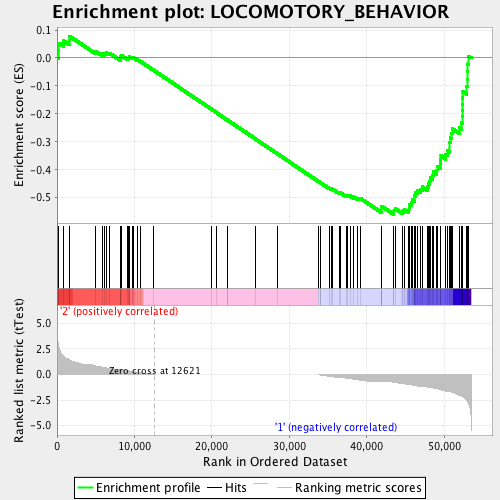 Enrichment plot: LOCOMOTORY_BEHAVIOR
Enrichment score (ES)
0.1
0.0
-0.1
-0.2
-0.3
-0.4
-0.5
'2' (positively correlated)
Ranked list metric (tTest)
5.0
2.5
0.0
-2.5
-5.0
Zero cross at 12621
'1' (negatively correlated)
0
10,000
20,000
30,000
40,000
50,000
Rank in Ordered Dataset
Enrichment profile
Hits
Ranking metric scores